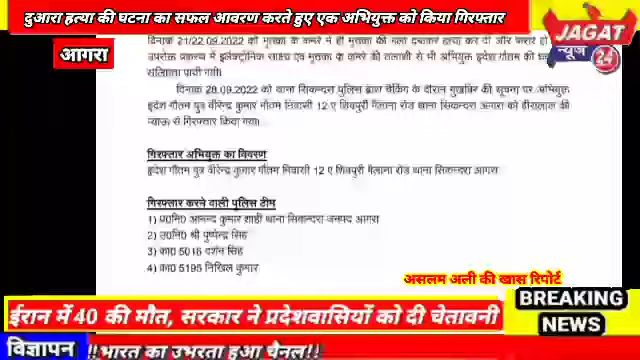 दुआरा हत्या की घटना का सफल आवरण करते हुए एक अभियुक्त को किया गिरफ्तार
JAGAT
न्यूज 24
आगरा
दिनांक 21/22.09.2022 को मृतका के कमरे में ही मृतका की गला दबाकर हत्या कर दी और फरार हो
उपरोक्त प्रकरण में इलेक्ट्रोनिक साक्ष्य एवं मृतका के कमरे की तलाशी से भी अभियुक्त हृदेश गौतम की
संलिप्तता पायी गयी।
दिनांक 28.09.2022 को थाना सिकन्दरा पुलिस द्वारा चैकिंग के दौरान मुखबिर की सूचना पर अभियुक्त
हृदेश गौतम पुत्र वीरेन्द्र कुमार गौतम निवासी 12 ए शिवपुरी गैलाना रोड थाना सिकन्दरा आगरा को हीरालाल की
प्याऊ से गिरफ्तार किया गया।
गिरफ्तार अभियुक्त का विवरण
हृदेश गौतम पुत्र वीरेन्द्र कुमार गौतम निवासी 12 ए शिवपुरी गैलाना रोड थाना सिकन्दरा आगरा
गिरफ्तार करने वाली पुलिस टीम
1) प्र0नि0 आनन्द कुमार शाही थाना सिकन्दरा जनपद आगरा
2) उ0नि0 श्री पुष्पेन्द्र सिंह
3) का0 5016 दर्शन सिंह
4) का0 5195 निखिल कुमार
असलम अली की खास रिपोर्ट
ईरान में 40 की मौत, सरकार ने प्रदेशवासियों को दी चेतावनी
BREAKING
NEWS
विज्ञापन !!भारत का उभरता हुआ चैनल!!